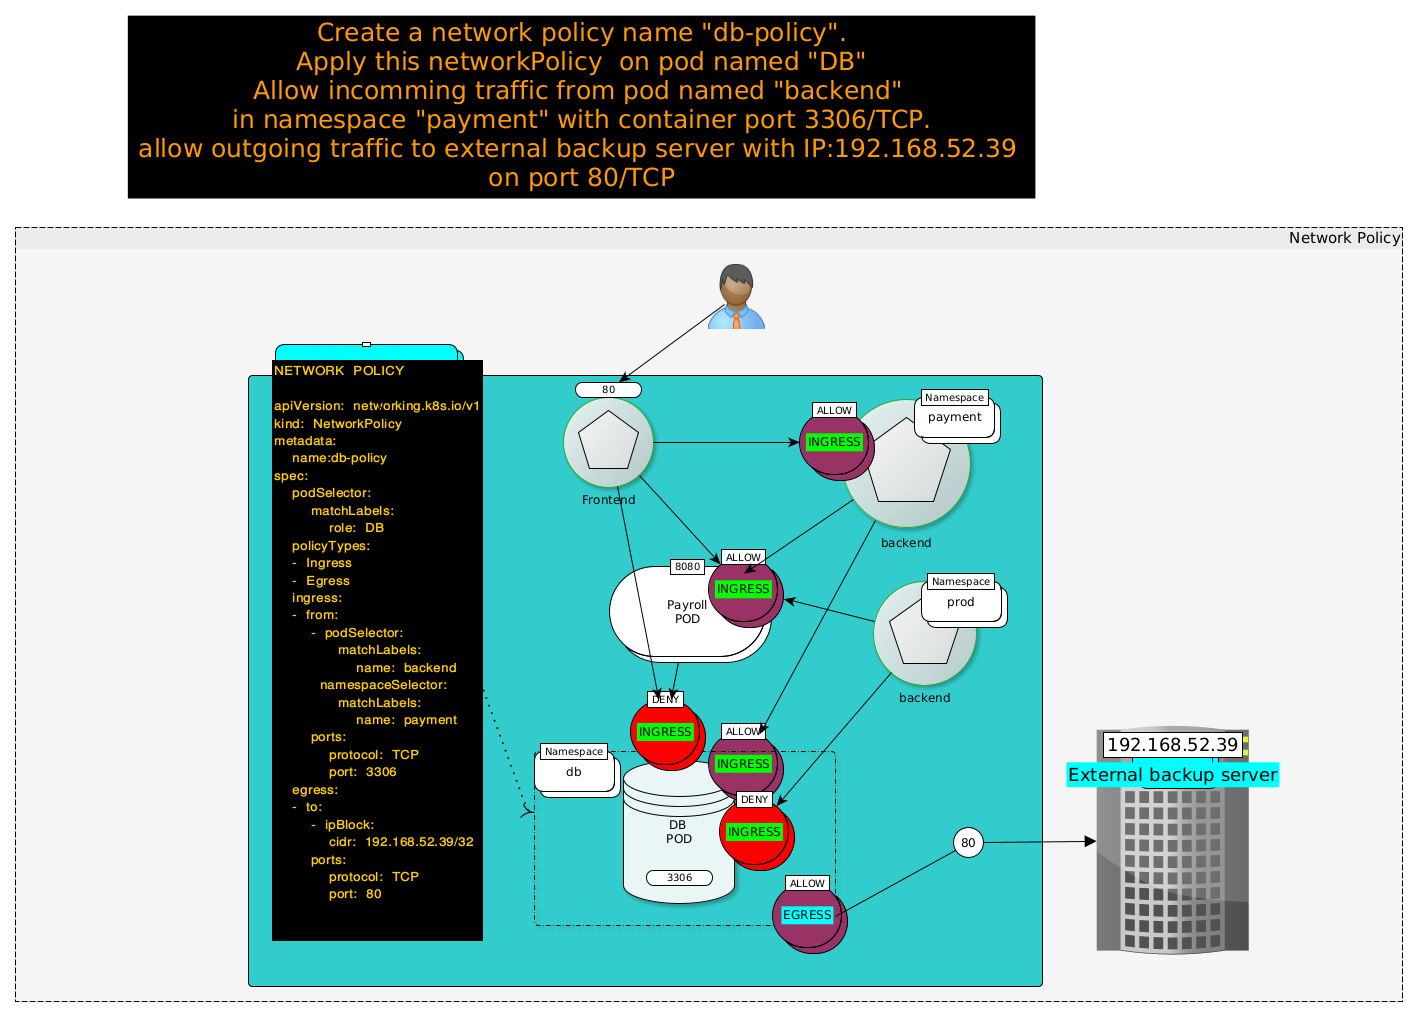 Create a network policy name "db-policy".
Apply this networkPolicy on pod named "DB"
Allow incomming traffic from pod named "backend"
in namespace "payment" with container port 3306/TCP.
allow outgoing traffic to external backup server with IP:192.168.52.39
on port 80/TCP
Network Policy
NETWORK POLICY
apiVersion: networking.k8s.io/v1
kind: NetworkPolicy
metadata:
name:db-policy
spec:
podSelector:
matchLabels:
role: DB
policyTypes:
- Ingress
- Egress
ingress:
- from:
- podSelector:
matchLabels:
name: backend
namespaceSelector:
matchLabels:
name: payment
ports:
protocol: TCP
port: 3306
egress:
- to:
- ipBlock:
cidr: 192.168.52.39/32
ports:
protocol: TCP
port: 80
80
Frontend
ALLOW
INGRESS
Namespace
payment
backend
8080
Payroll
POD
ALLOW
INGRESS
Namespace
prod
backend
DENY
INGRESS
ALLOW
INGRESS
Namespace
db
DB
POD
3306
DENY
INGRESS
ALLOW
EGRESS
80
192.168.52.39
External backup server